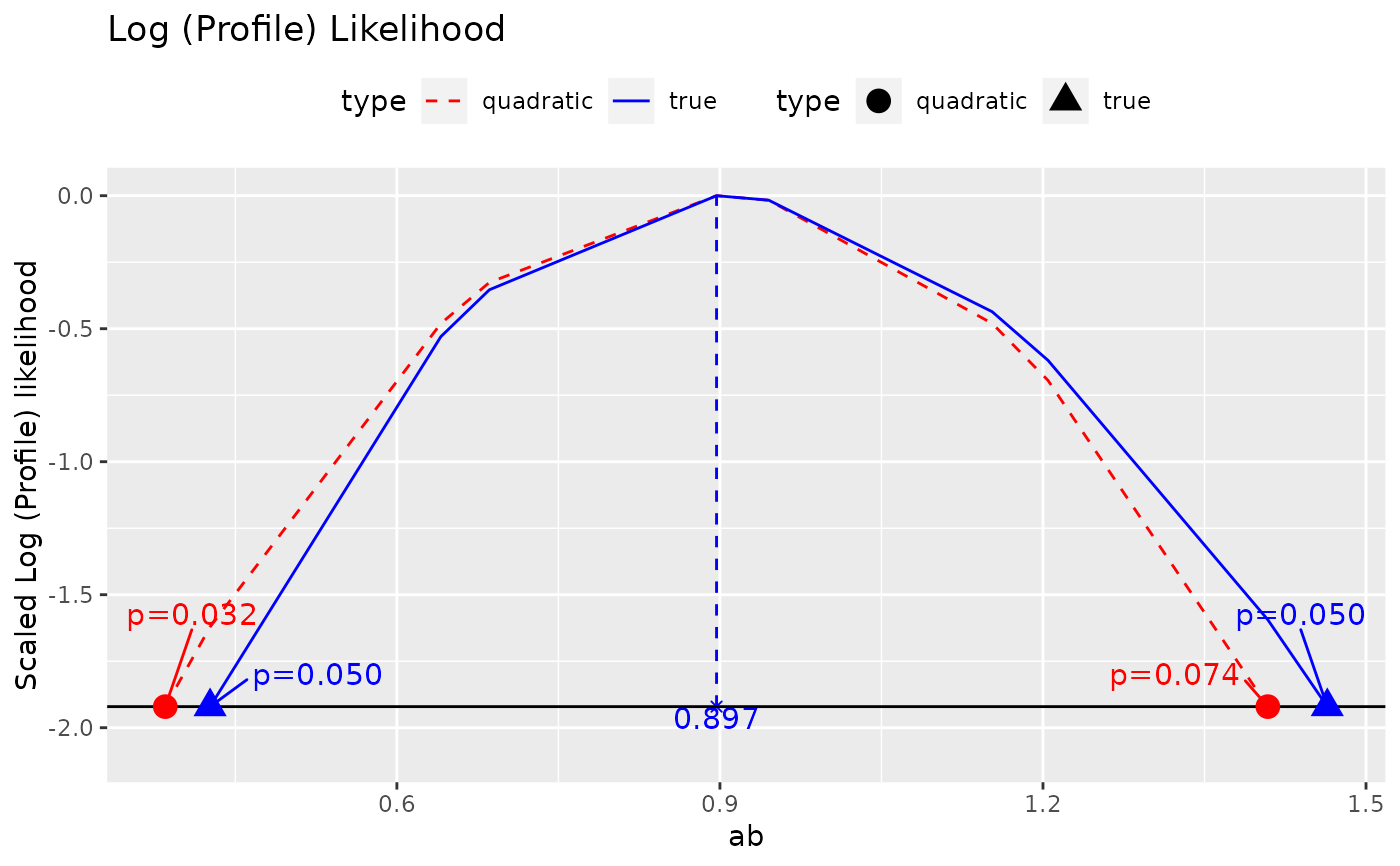 Log (Profile) Likelihood
type quadratic true type quadratic true
Scaled Log (Profile) likelihood
0.0
-0.5
-1.0
-1.5
-2.0
p=0.032
p=0.050
p=0.050
p=0.074
0.897
0.6 0.9 1.2 1.5
ab